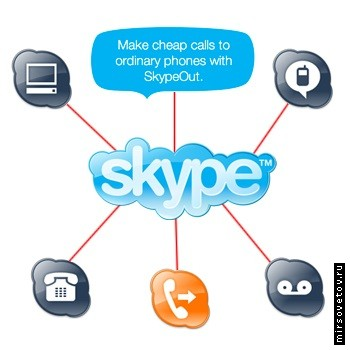 Make cheap calls to
ordinary phones with
SkypeOut.
skype™
mirsovetov.ru